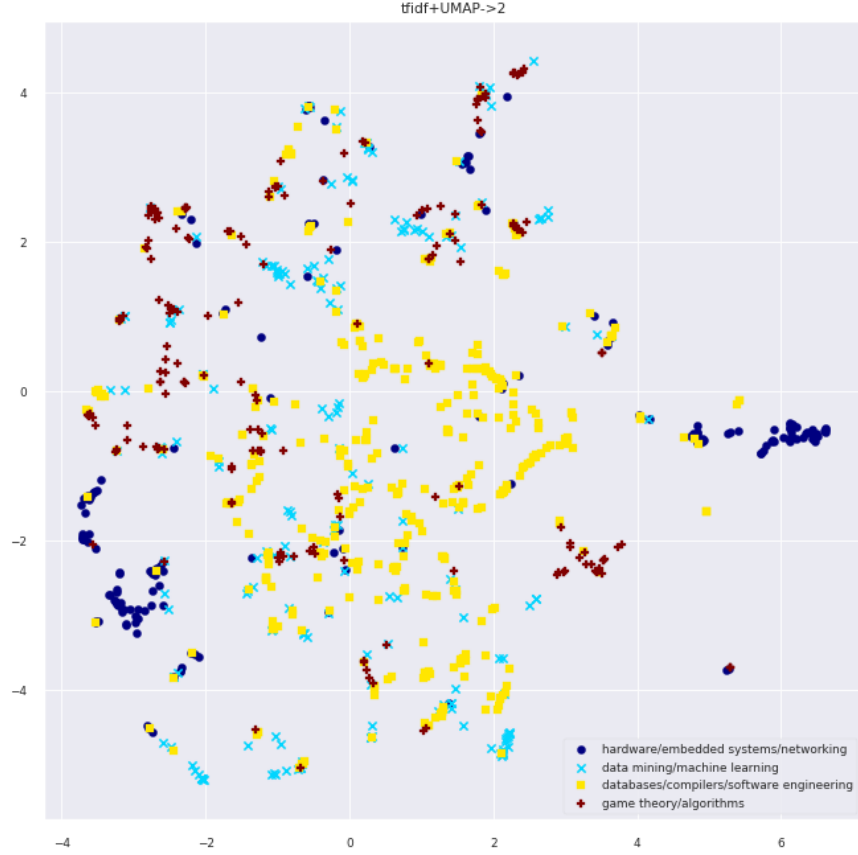 tfidf+UMAP->2
4
2
0
−2
−4
−4
−2
0
2
4
6
hardware/embedded systems/networking
data mining/machine learning
databases/compilers/software engineering
game theory/algorithms